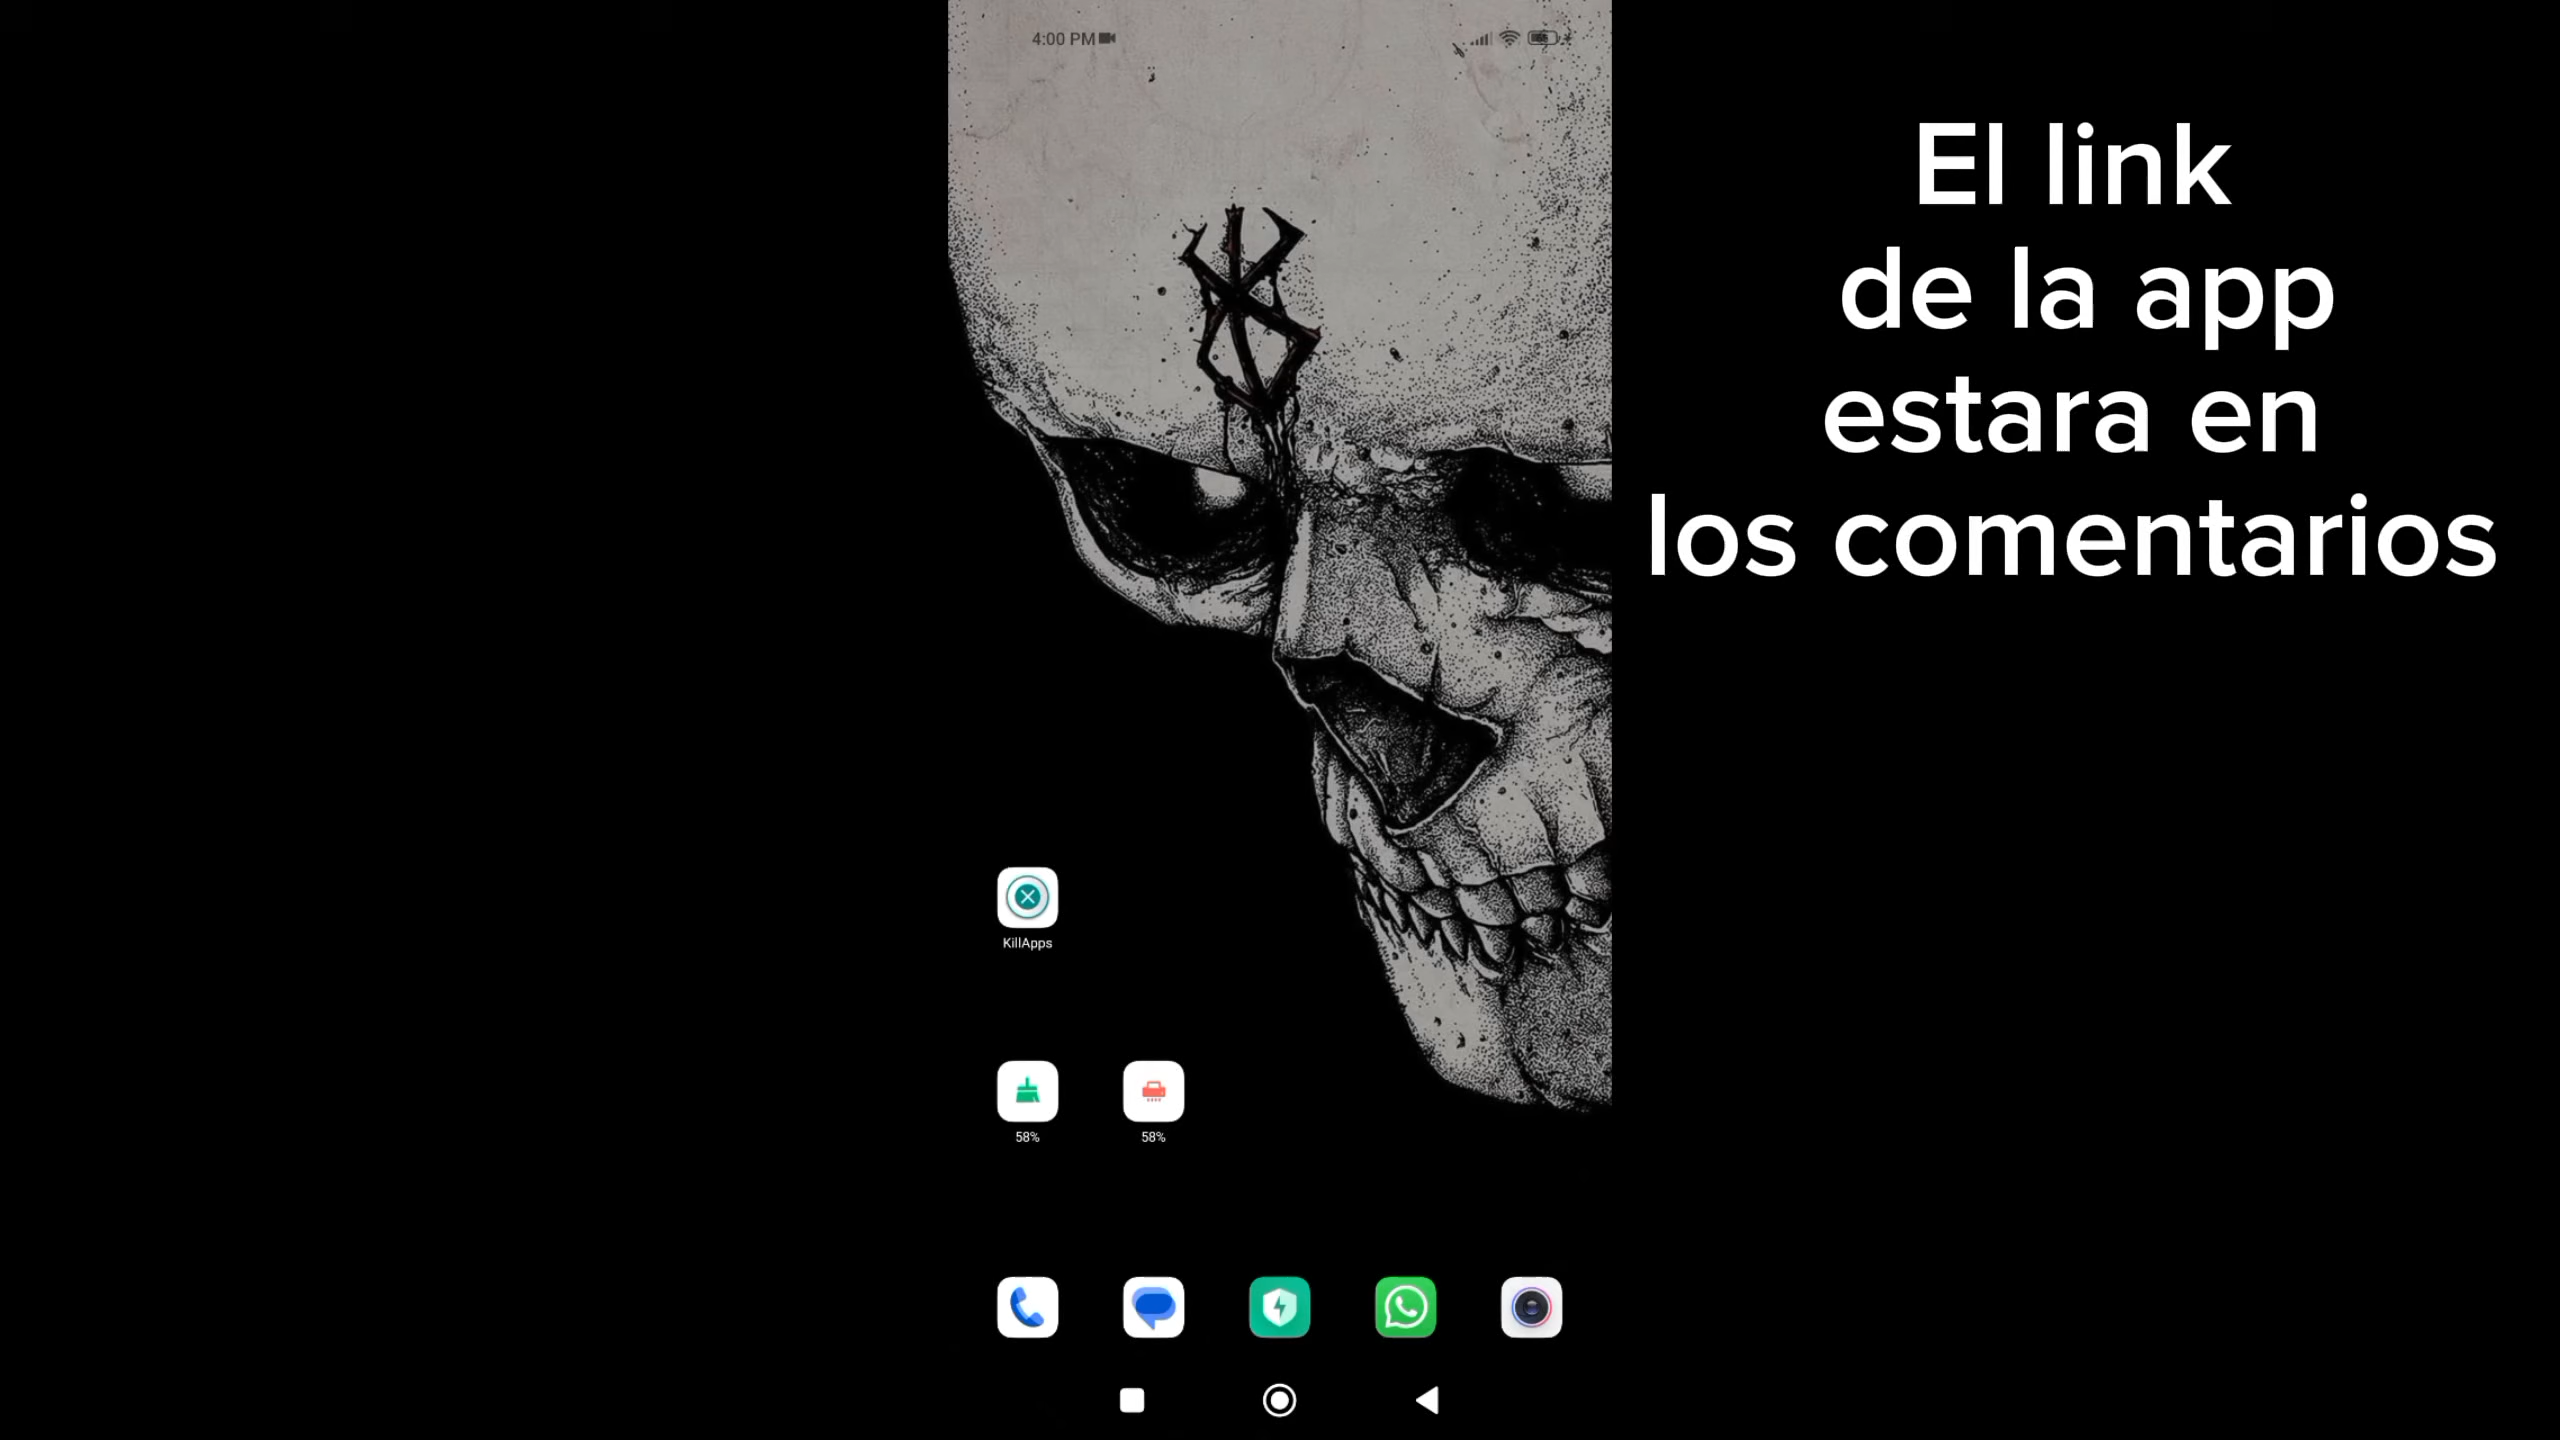 4:00 PM
El link
de la app
estara en
los comentarios
KillApps
58%
58%